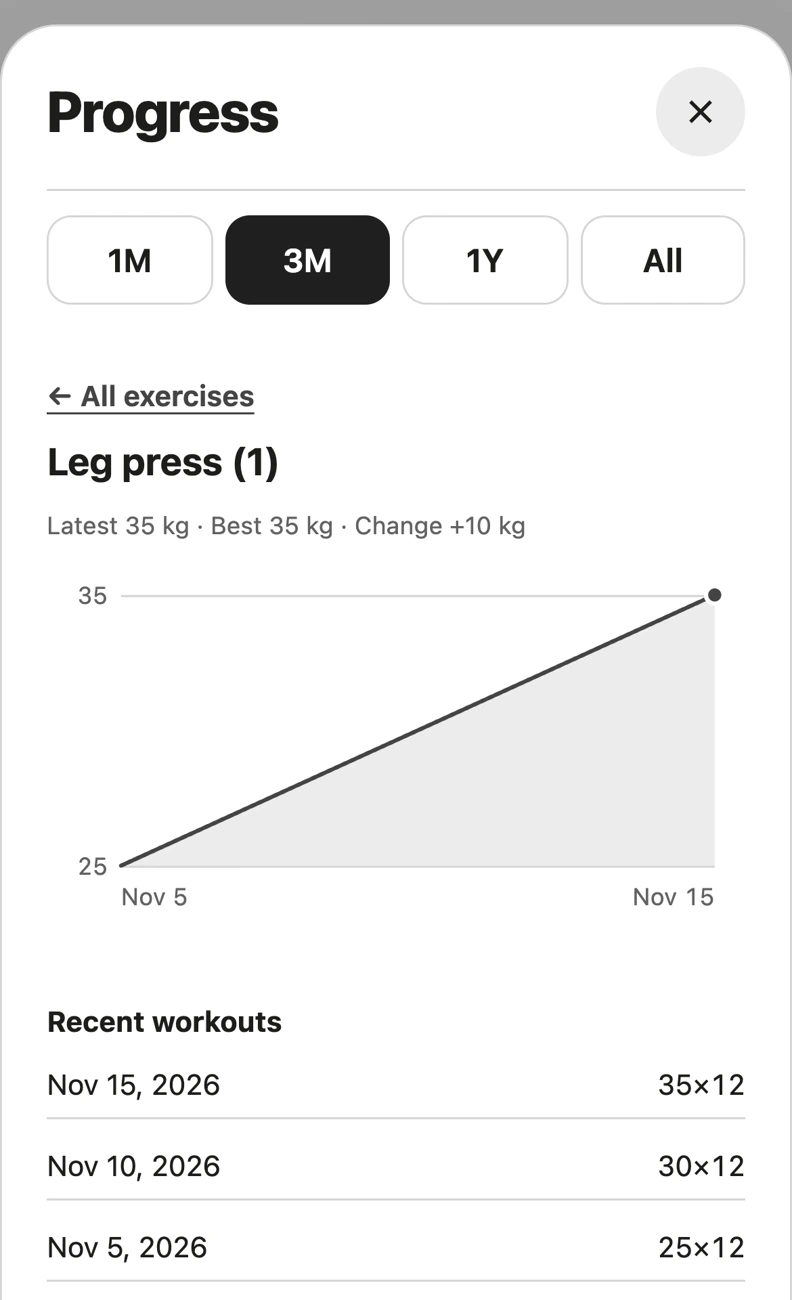 Progress
×
1M 3M 1Y All
← All exercises
Leg press (1)
Latest 35 kg · Best 35 kg · Change +10 kg
35
25
Nov 5 Nov 15
Recent workouts
Nov 15, 2026 35×12
Nov 10, 2026 30×12
Nov 5, 2026 25×12